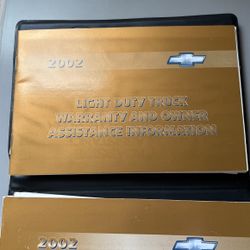 2002
LIGHT DUTY TRUCK
WARRANTY AND OWNER
ASSISTANCE INFORMATION
2002